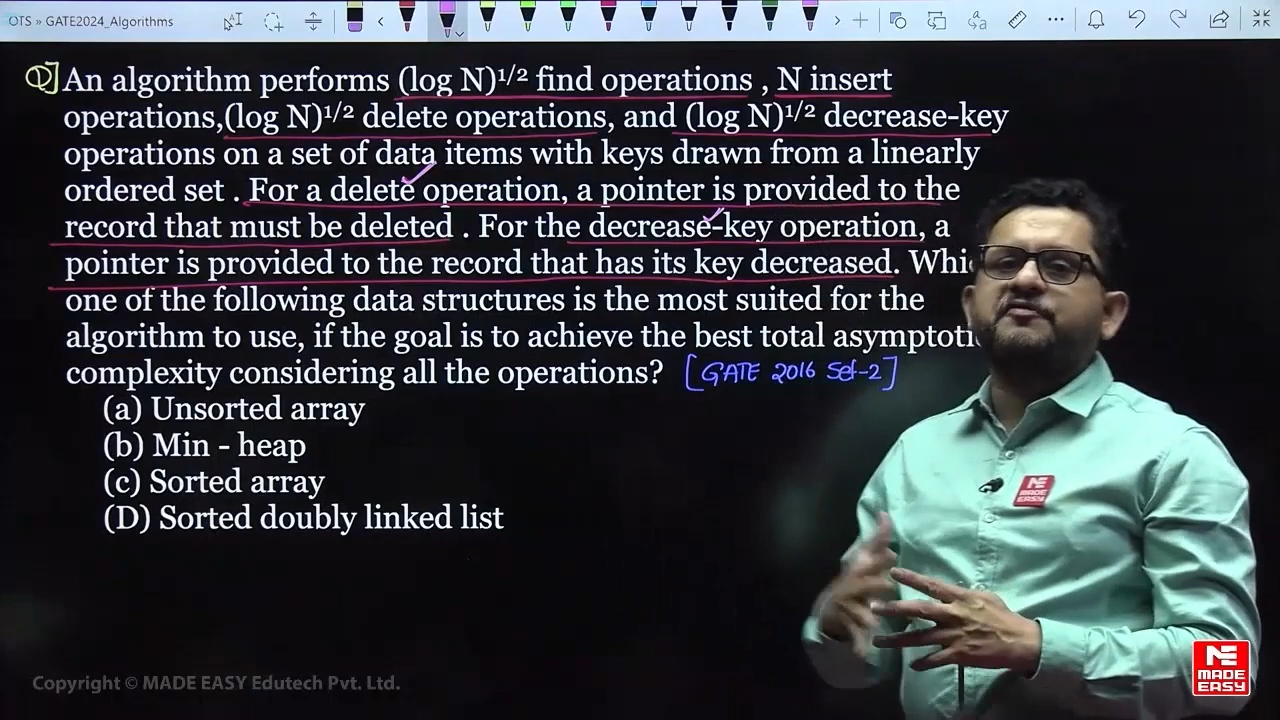 OTS » GATE2024_Algorithms
Q] An algorithm performs (log N)^1/2 find operations , N insert
operations,(log N)^1/2 delete operations, and (log N)^1/2 decrease-key
operations on a set of data items with keys drawn from a linearly
ordered set . For a delete operation, a pointer is provided to the
record that must be deleted . For the decrease-key operation, a
pointer is provided to the record that has its key decreased.
one of the following data structures is the most suited for the
algorithm to use, if the goal is to achieve the best total
complexity considering all the operations? [GATE 2016 Set-2]
(a) Unsorted array
(b) Min - heap
(c) Sorted array
(D) Sorted doubly linked list
ME
MADE
EASY
Copyright © MADE EASY Edutech Pvt. Ltd.
ME
MADE
EASY